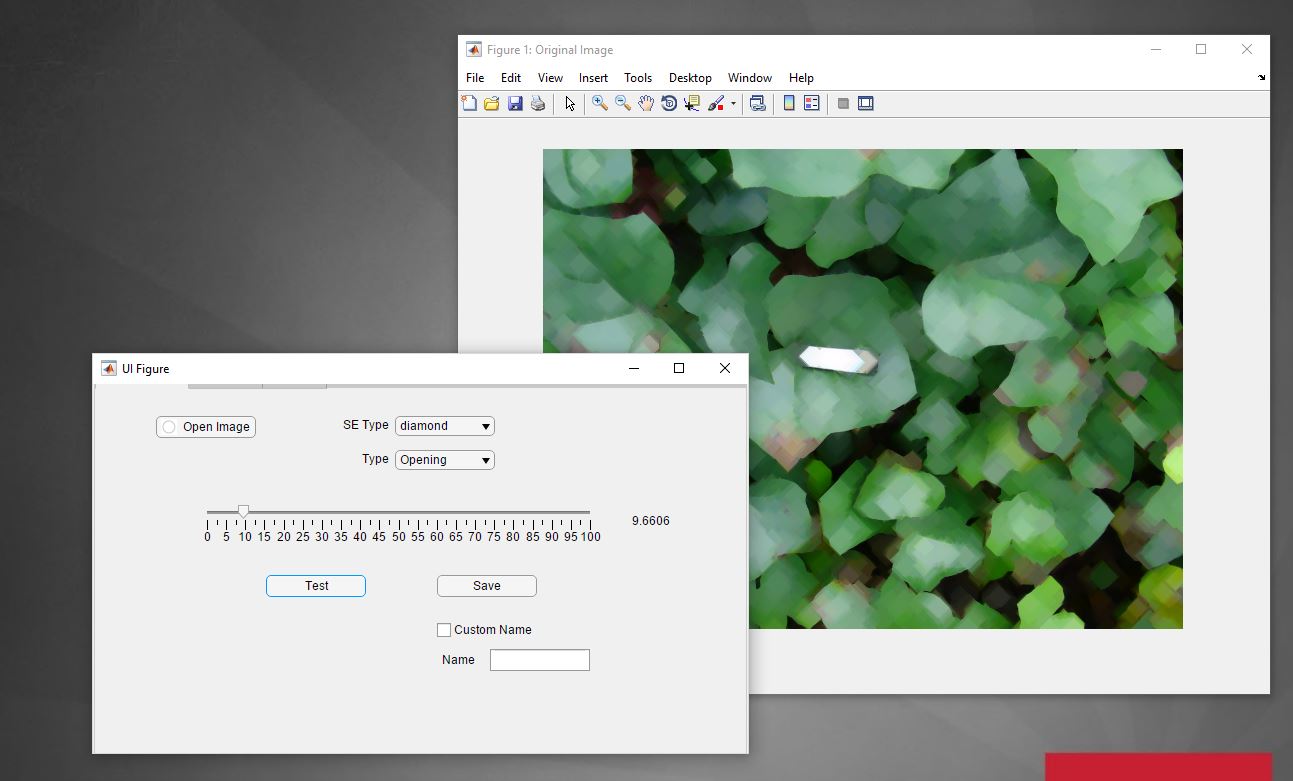 Figure 1: Original Image
File Edit View Insert Tools Desktop Window Help
UI Figure
Open Image
SE Type diamond
Type Opening
0 5 10 15 20 25 30 35 40 45 50 55 60 65 70 75 80 85 90 95 100
9.6606
Test
Save
Custom Name
Name